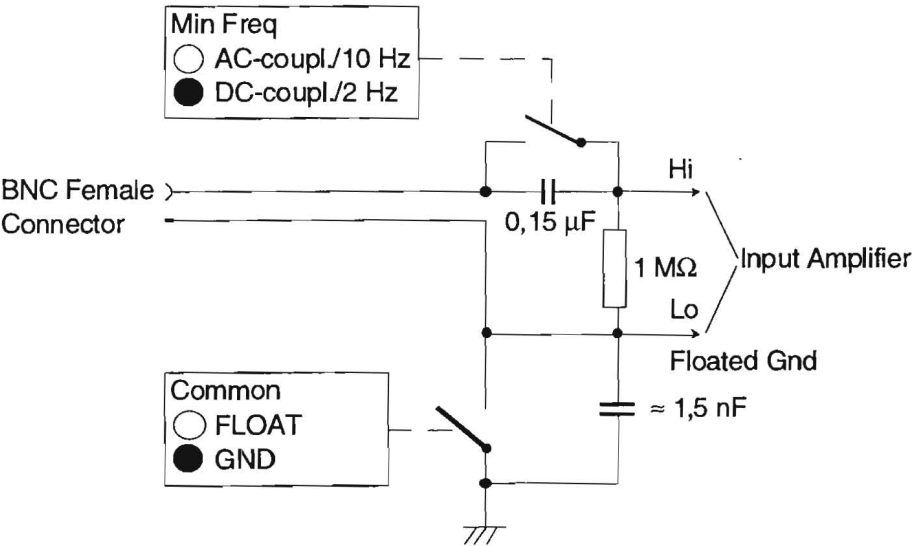 Min Freq
AC-coupl./10 Hz
DC-coupl./2 Hz
Hi
BNC Female
Connector
0,15 µF
1 MΩ
Input Amplifier
Lo
Floated Gnd
Common
FLOAT
GND
≈ 1,5 nF